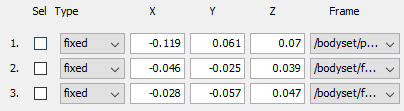 Sel Type X Y Z Frame
1. fixed -0.119 0.061 0.07 /bodyset/p...
2. fixed -0.046 -0.025 0.039 /bodyset/f...
3. fixed -0.028 -0.057 0.047 /bodyset/f...